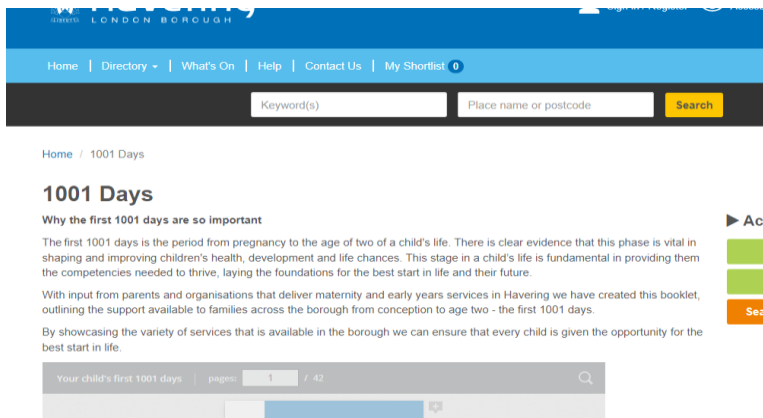 Havering
LONDON BOROUGH
Sign in / Register
Home | Directory | What's On | Help | Contact Us | My Shortlist 0
Keyword(s) Place name or postcode Search
Home / 1001 Days
1001 Days
Why the first 1001 days are so important
The first 1001 days is the period from pregnancy to the age of two of a child's life. There is clear evidence that this phase is vital in
shaping and improving children's health, development and life chances. This stage in a child's life is fundamental in providing them
the competencies needed to thrive, laying the foundations for the best start in life and their future.
With input from parents and organisations that deliver maternity and early years services in Havering we have created this booklet,
outlining the support available to families across the borough from conception to age two - the first 1001 days.
By showcasing the variety of services that is available in the borough we can ensure that every child is given the opportunity for the
best start in life.
Ac
Sea
Your child's first 1001 days | pages: 1 / 42